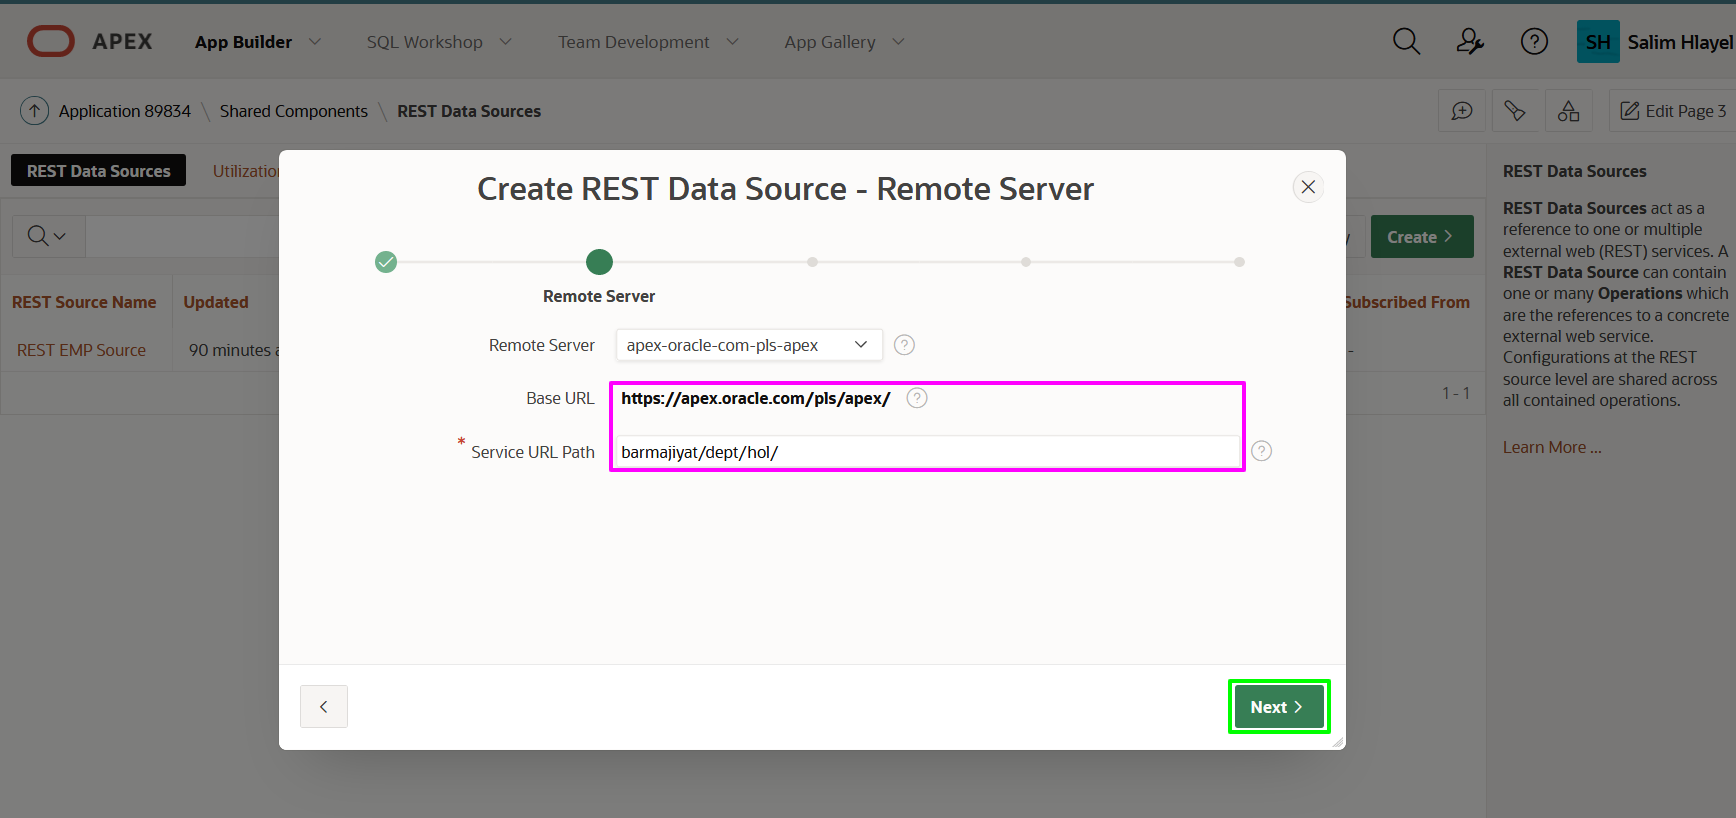 APEX App Builder SQL Workshop Team Development App Gallery SH Salim Hlayel
Application 89834 \ Shared Components \ REST Data Sources Edit Page 3
REST Data Sources Utilization
Create REST Data Source - Remote Server
Create
REST Source Name Updated Subscribed From
REST EMP Source 90 minutes a -
1 - 1
Remote Server
Remote Server apex-oracle-com-pls-apex ?
Base URL https://apex.oracle.com/pls/apex/ ?
* Service URL Path barmajiyat/dept/hol/ ?
Next
REST Data Sources
REST Data Sources act as a
reference to one or multiple
external web (REST) services. A
REST Data Source can contain
one or many Operations which
are the references to a concrete
external web service.
Configurations at the REST
source level are shared across
all contained operations.
Learn More ...